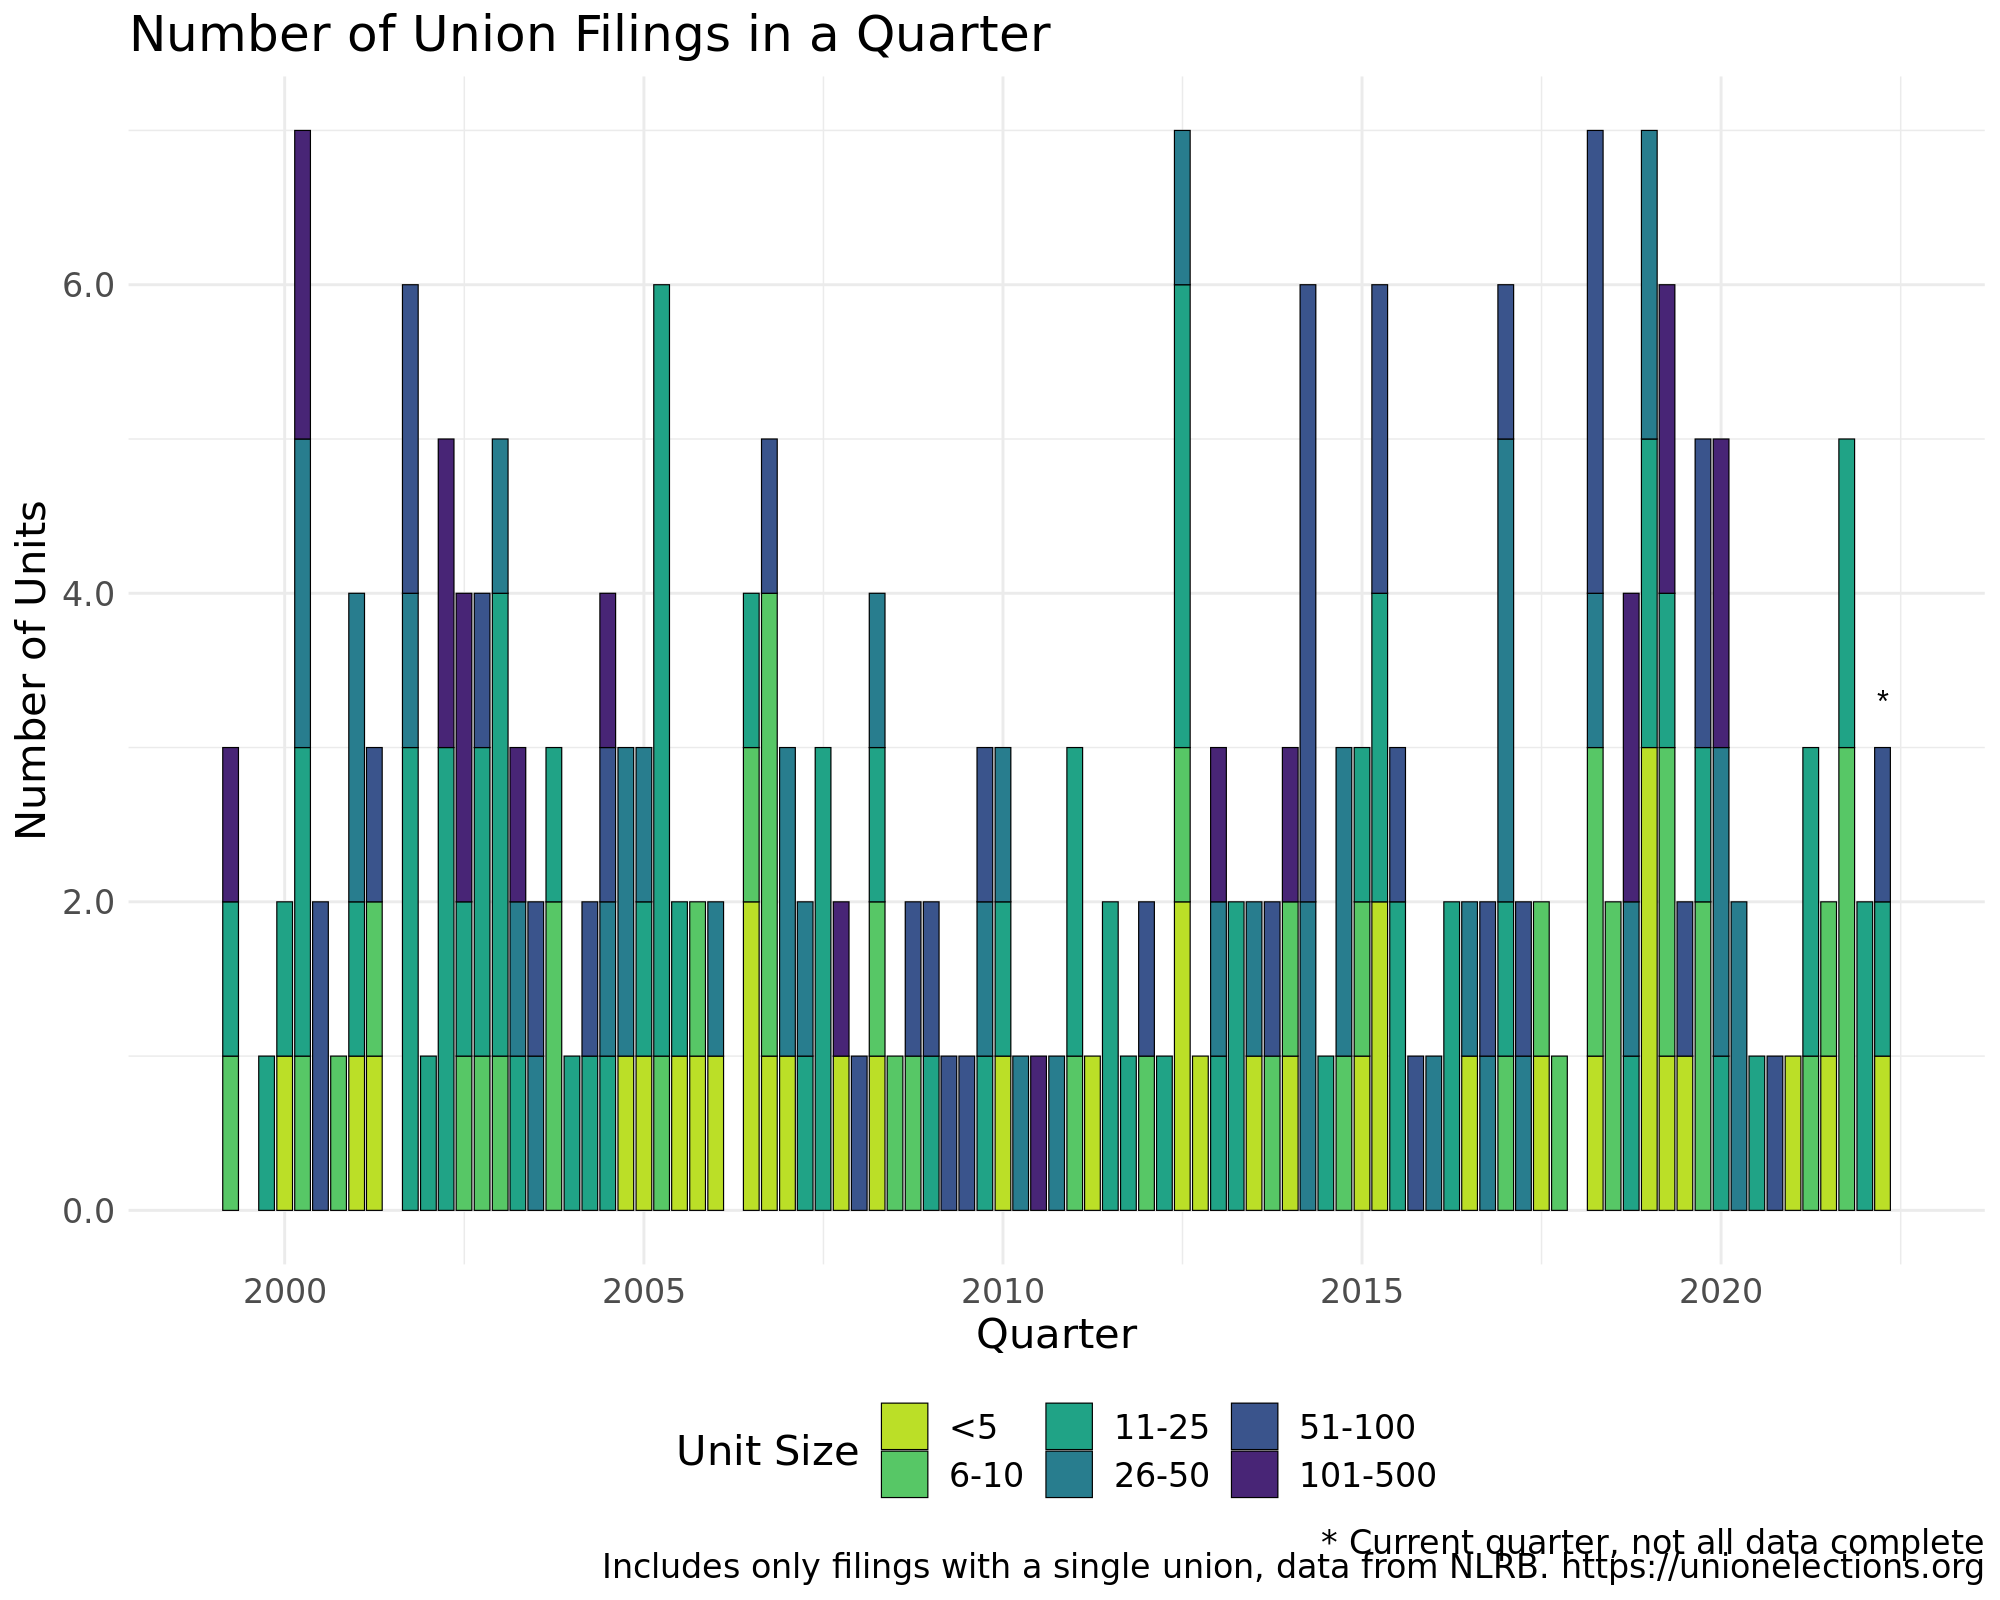 Number of Union Filings in a Quarter
6.0
4.0
2.0
0.0
Number of Units
*
2000 2005 2010 2015 2020
Quarter
Unit Size
<5 11-25 51-100
6-10 26-50 101-500
* Current quarter, not all data complete
Includes only filings with a single union, data from NLRB. https://unionelections.org